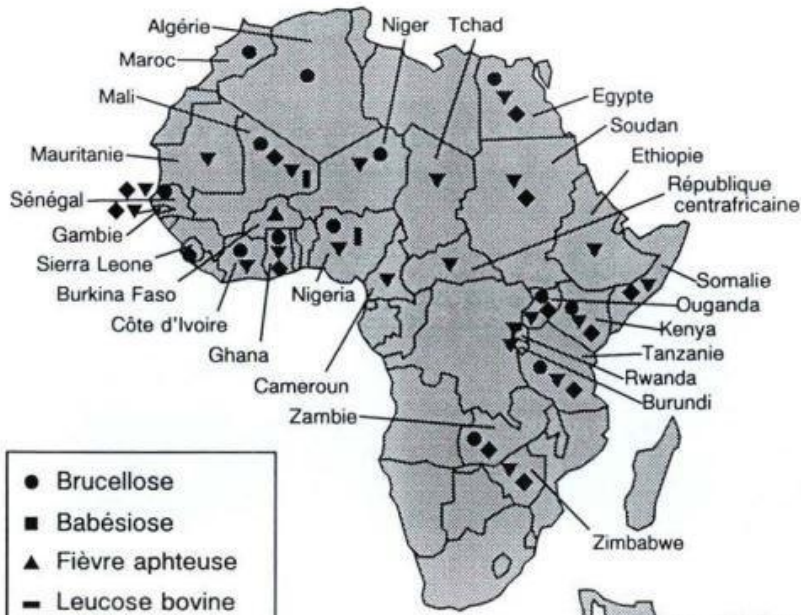 Algérie
Niger
Tchad
Maroc
Mali
Egypte
Soudan
Mauritanie
Ethiopie
République
centrafricaine
Sénégal
Gambie
Sierra Leone
Burkina Faso
Nigeria
Somalie
Ouganda
Côte d'Ivoire
Kenya
Ghana
Tanzanie
Rwanda
Cameroun
Burundi
Zambie
Zimbabwe
Brucellose
Babésiose
Fièvre aphteuse
Leucose bovine